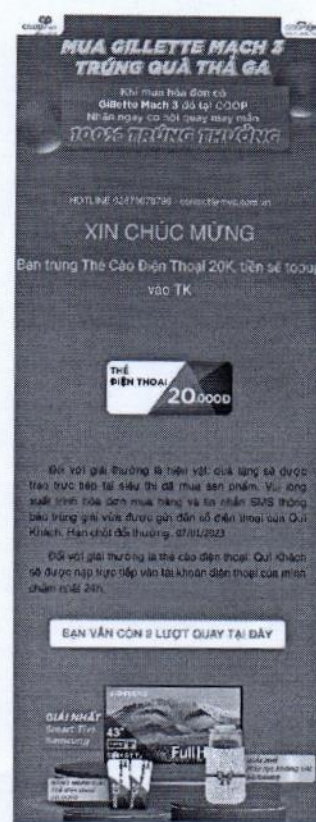 MUA GILLETTE MACH 3
TRÚNG QUÀ THẢ GA
Khi mua hóa đơn có
Gillette Mach 3 đỏ tại COOP
Nhận ngay cơ hội quay may mắn
100% TRÚNG THƯỞNG
XIN CHÚC MỪNG
Bạn trúng Thẻ Cào Điện Thoại 20K, tiền sẽ topup
vào TK
THẺ
ĐIỆN THOẠI
20.000Đ
Đối với giải thưởng là hiện vật: quà tặng sẽ được
trao trực tiếp tại siêu thị đã mua sản phẩm. Vui lòng
xuất trình hóa đơn mua hàng và tin nhắn SMS thông
báo trúng giải vừa được gửi đến số điện thoại của Quí
Khách. Hạn chót đổi thưởng: 07/01/2023
Đối với giải thưởng là thẻ cào điện thoại: Quí Khách
sẽ được nạp trực tiếp vào tài khoản điện thoại của mình
chậm nhất 24h.
BẠN VẪN CÒN LƯỢT QUAY TẠI ĐÂY
GIẢI NHẤT
Smart Tivi
Samsung
43"
Full H